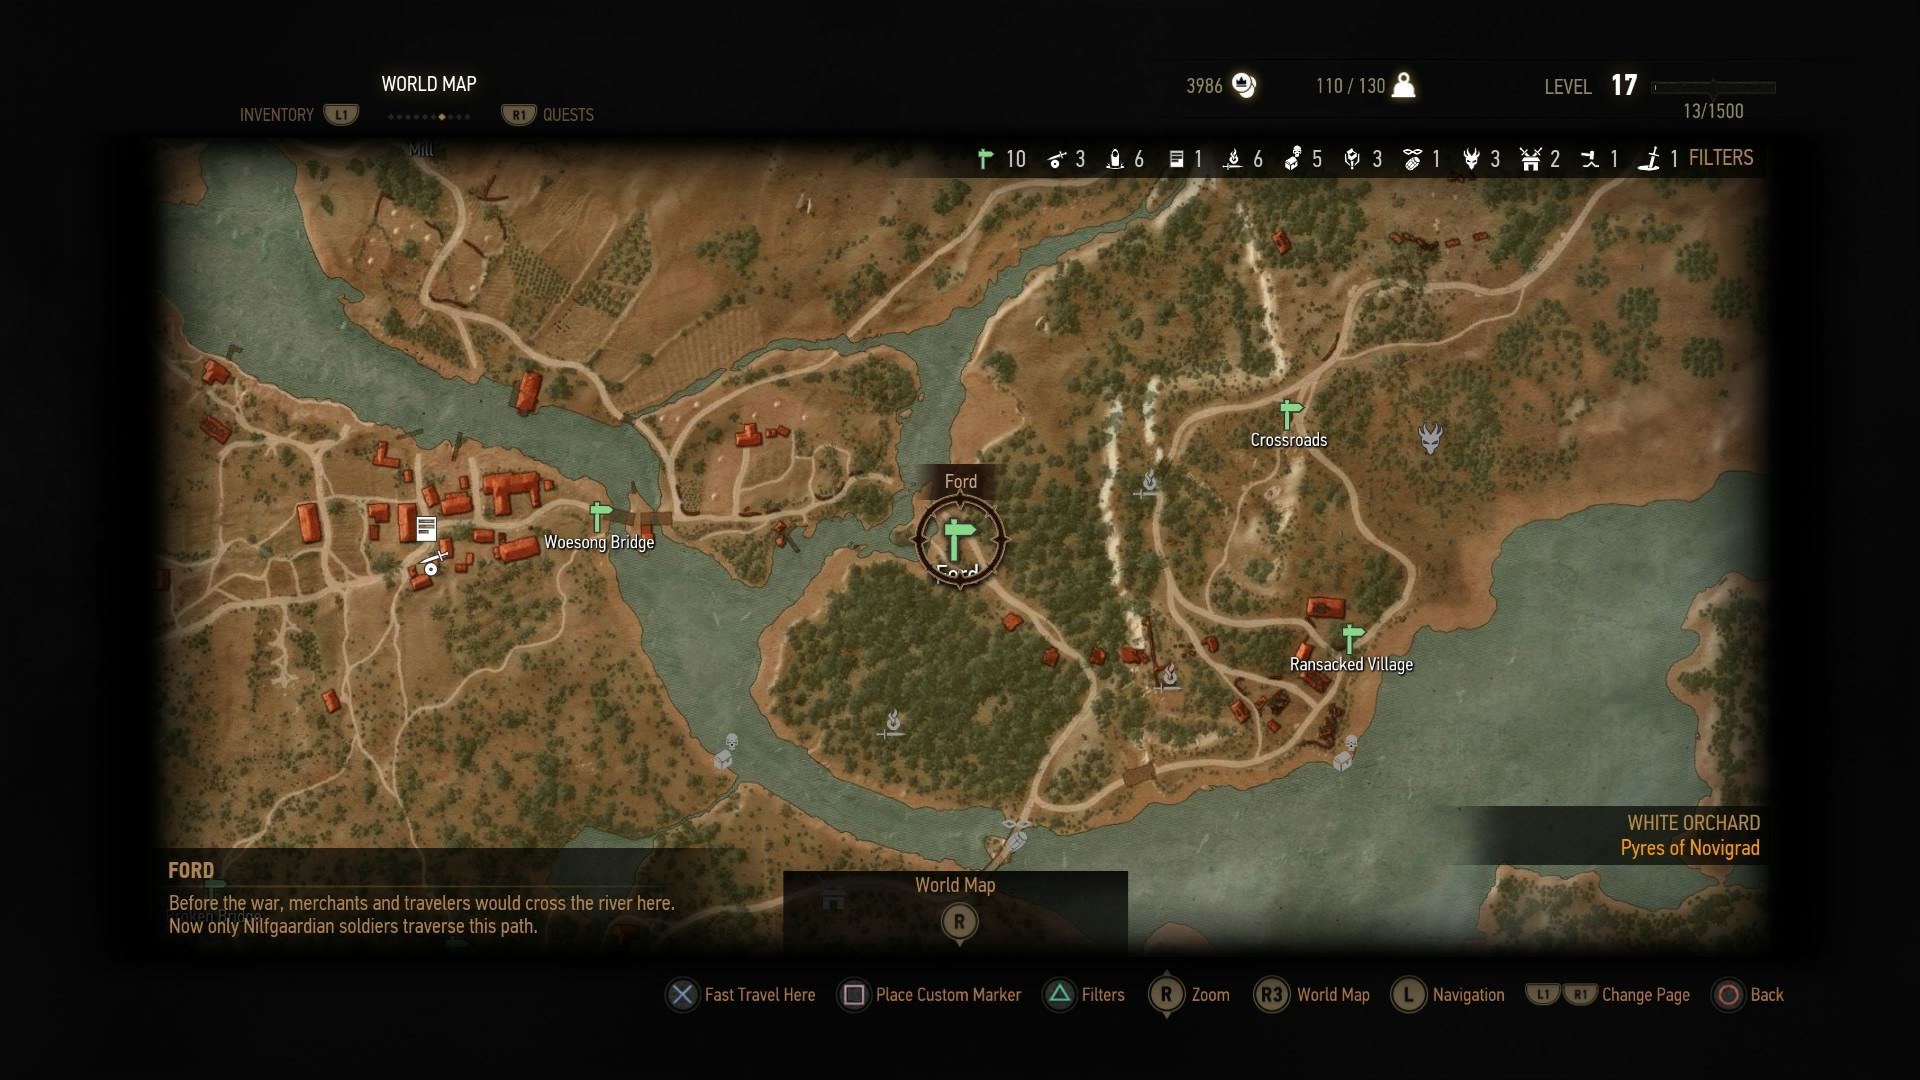 WORLD MAP
3986
110 / 130
LEVEL 17
INVENTORY L1
R1 QUESTS
13/1500
Mill
10 3 6 1 6 5 3 1 3 2 1 1 FILTERS
Crossroads
Ford
Woesong Bridge
Ford
Ransacked Village
WHITE ORCHARD
Pyres of Novigrad
FORD
Before the war, merchants and travelers would cross the river here.
Broken Bridge
Now only Nilfgaardian soldiers traverse this path.
World Map
R
Fast Travel Here
Place Custom Marker
Filters
R Zoom
R3 World Map
L Navigation
L1 R1 Change Page
Back